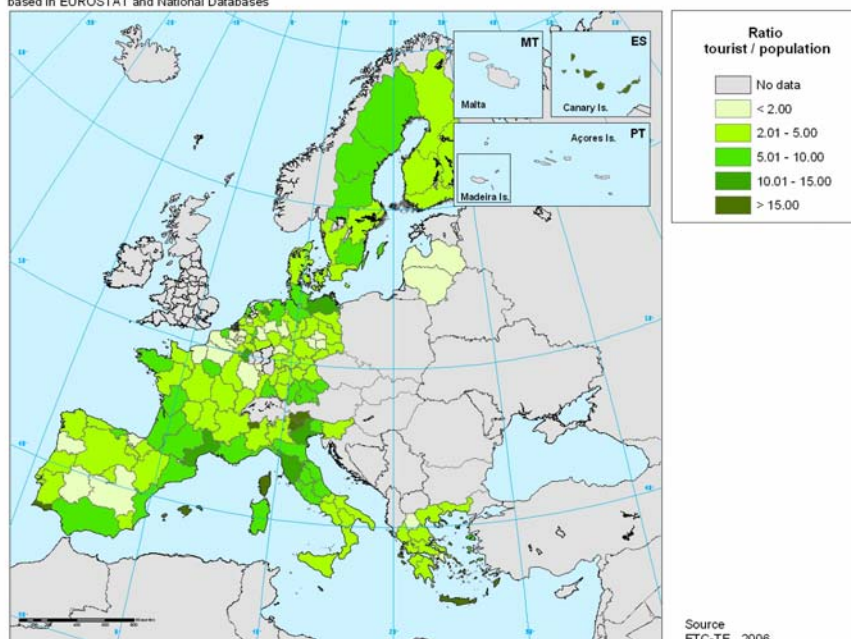 based in EUROSTAT and National Databases
MT
Malta
ES
Canary Is.
PT
Açores Is.
Madeira Is.
Ratio
tourist / population
No data
< 2.00
2.01 - 5.00
5.01 - 10.00
10.01 - 15.00
> 15.00
Source
ETC-TE, 2006